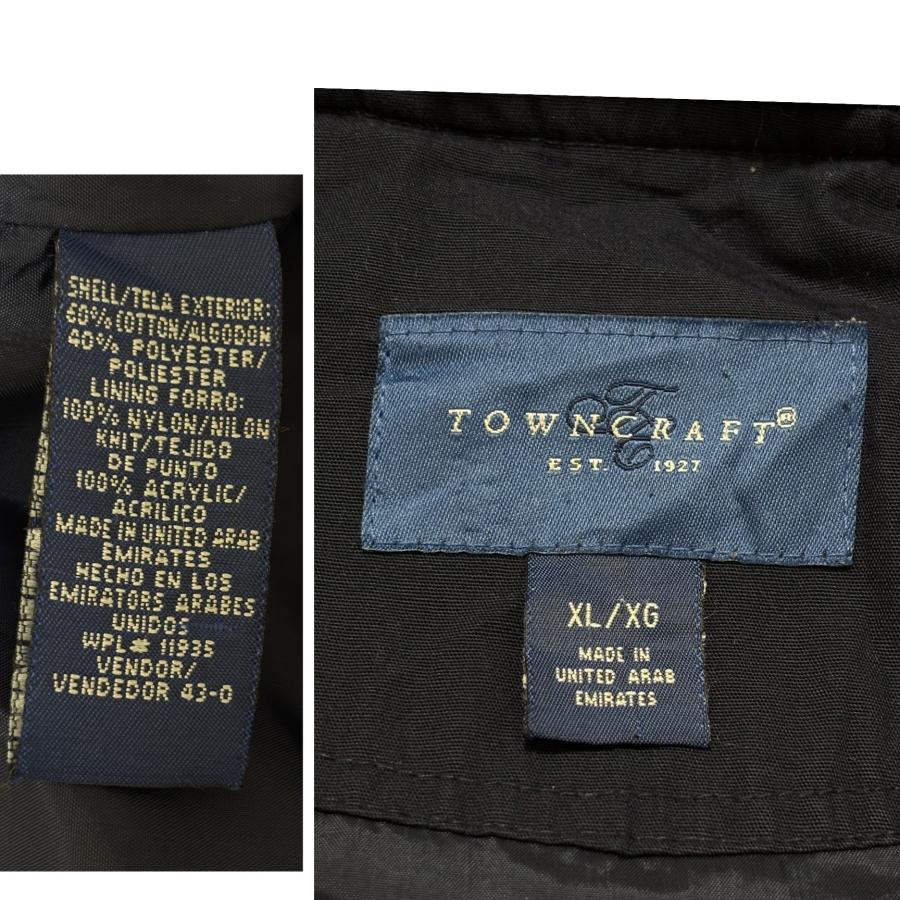 SHELL/TELA EXTERIOR:
60% COTTON/ALGODON
40% POLYESTER/
POLIESTER
LINING FORRO:
100% NYLON/NILON
KNIT/TEJIDO
DE PUNTO
100% ACRYLIC/
ACRILICO
MADE IN UNITED ARAB
EMIRATES
HECHO EN LOS
EMIRATORS ARABES
UNIDOS
WPL# 11935
VENDOR/
VENDEDOR 43-0
TOWNCRAFT®
EST. 1927
XL/XG
MADE IN
UNITED ARAB
EMIRATES